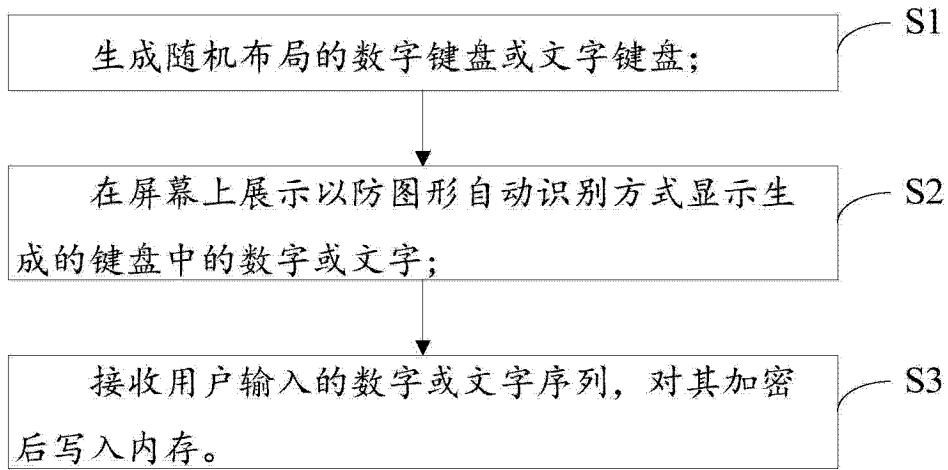 生成随机布局的数字键盘或文字键盘；
S1
在屏幕上展示以防图形自动识别方式显示生
成的键盘中的数字或文字；
S2
接收用户输入的数字或文字序列，对其加密
后写入内存。
S3